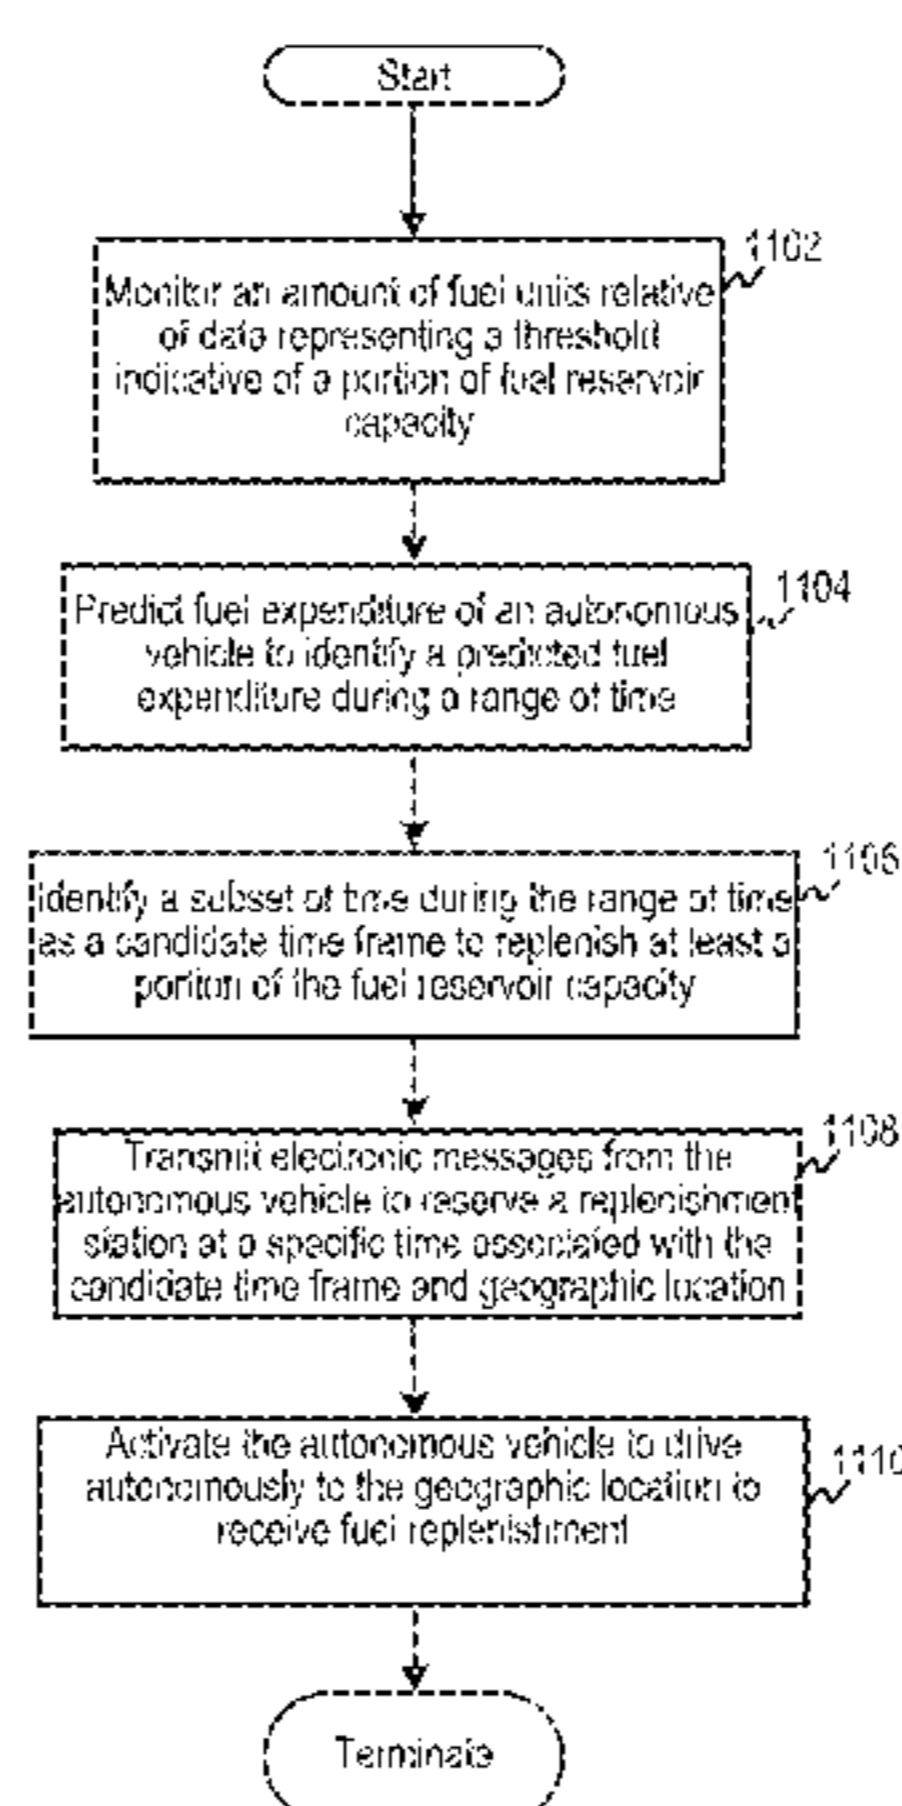 Start
1102
Monitor an amount of fuel units relative
of data representing a threshold
indicative of a portion of fuel reservoir
capacity
1104
Predict fuel expenditure of an autonomous
vehicle to identify a predicted fuel
expenditure during a range of time
1106
Identify a subset of time during the range of time
as a candidate time frame to replenish at least a
portion of the fuel reservoir capacity
1108
Transmit electronic messages from the
autonomous vehicle to reserve a replenishment
station at a specific time associated with the
candidate time frame and geographic location
1110
Activate the autonomous vehicle to drive
autonomously to the geographic location to
receive fuel replenishment
Terminate